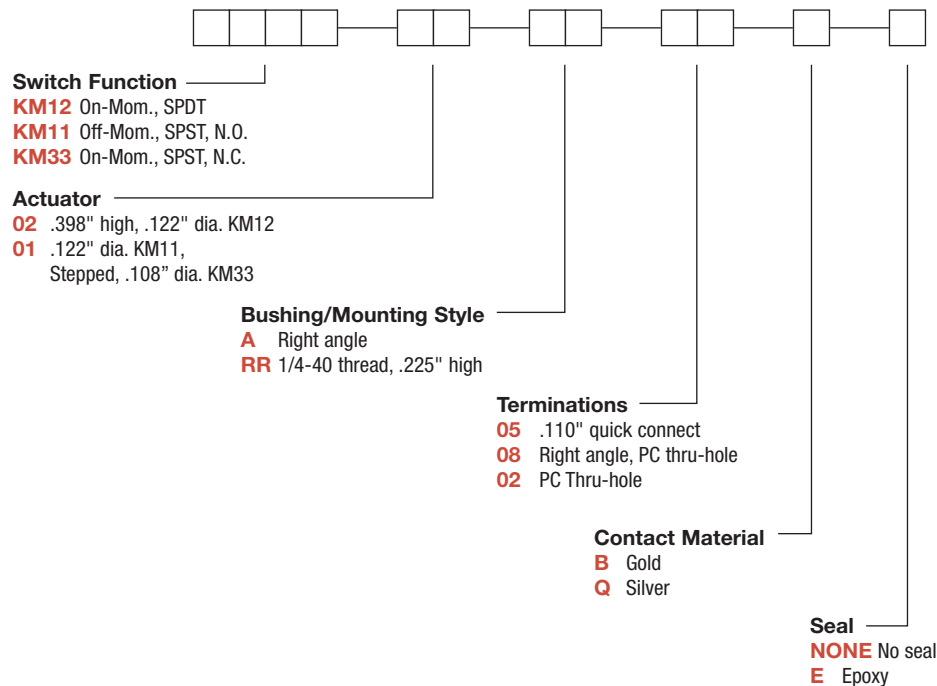 Switch Function
KM12 On-Mom., SPDT
KM11 Off-Mom., SPST, N.O.
KM33 On-Mom., SPST, N.C.
Actuator
02 .398" high, .122" dia. KM12
01 .122" dia. KM11,
Stepped, .108” dia. KM33
Bushing/Mounting Style
A Right angle
RR 1/4-40 thread, .225" high
Terminations
05 .110" quick connect
08 Right angle, PC thru-hole
02 PC Thru-hole
Contact Material
B Gold
Q Silver
Seal
NONE No seal
E Epoxy